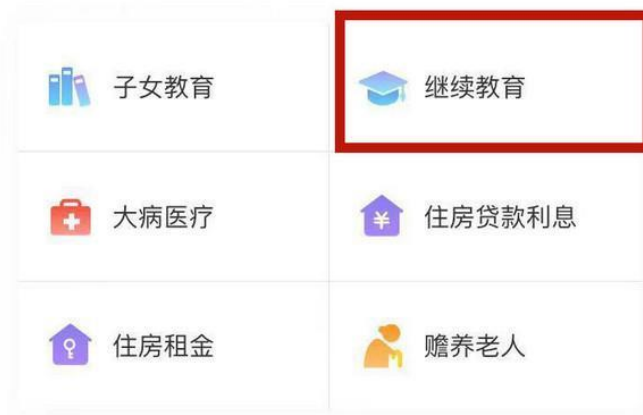 子女教育
继续教育
大病医疗
住房贷款利息
住房租金
赡养老人